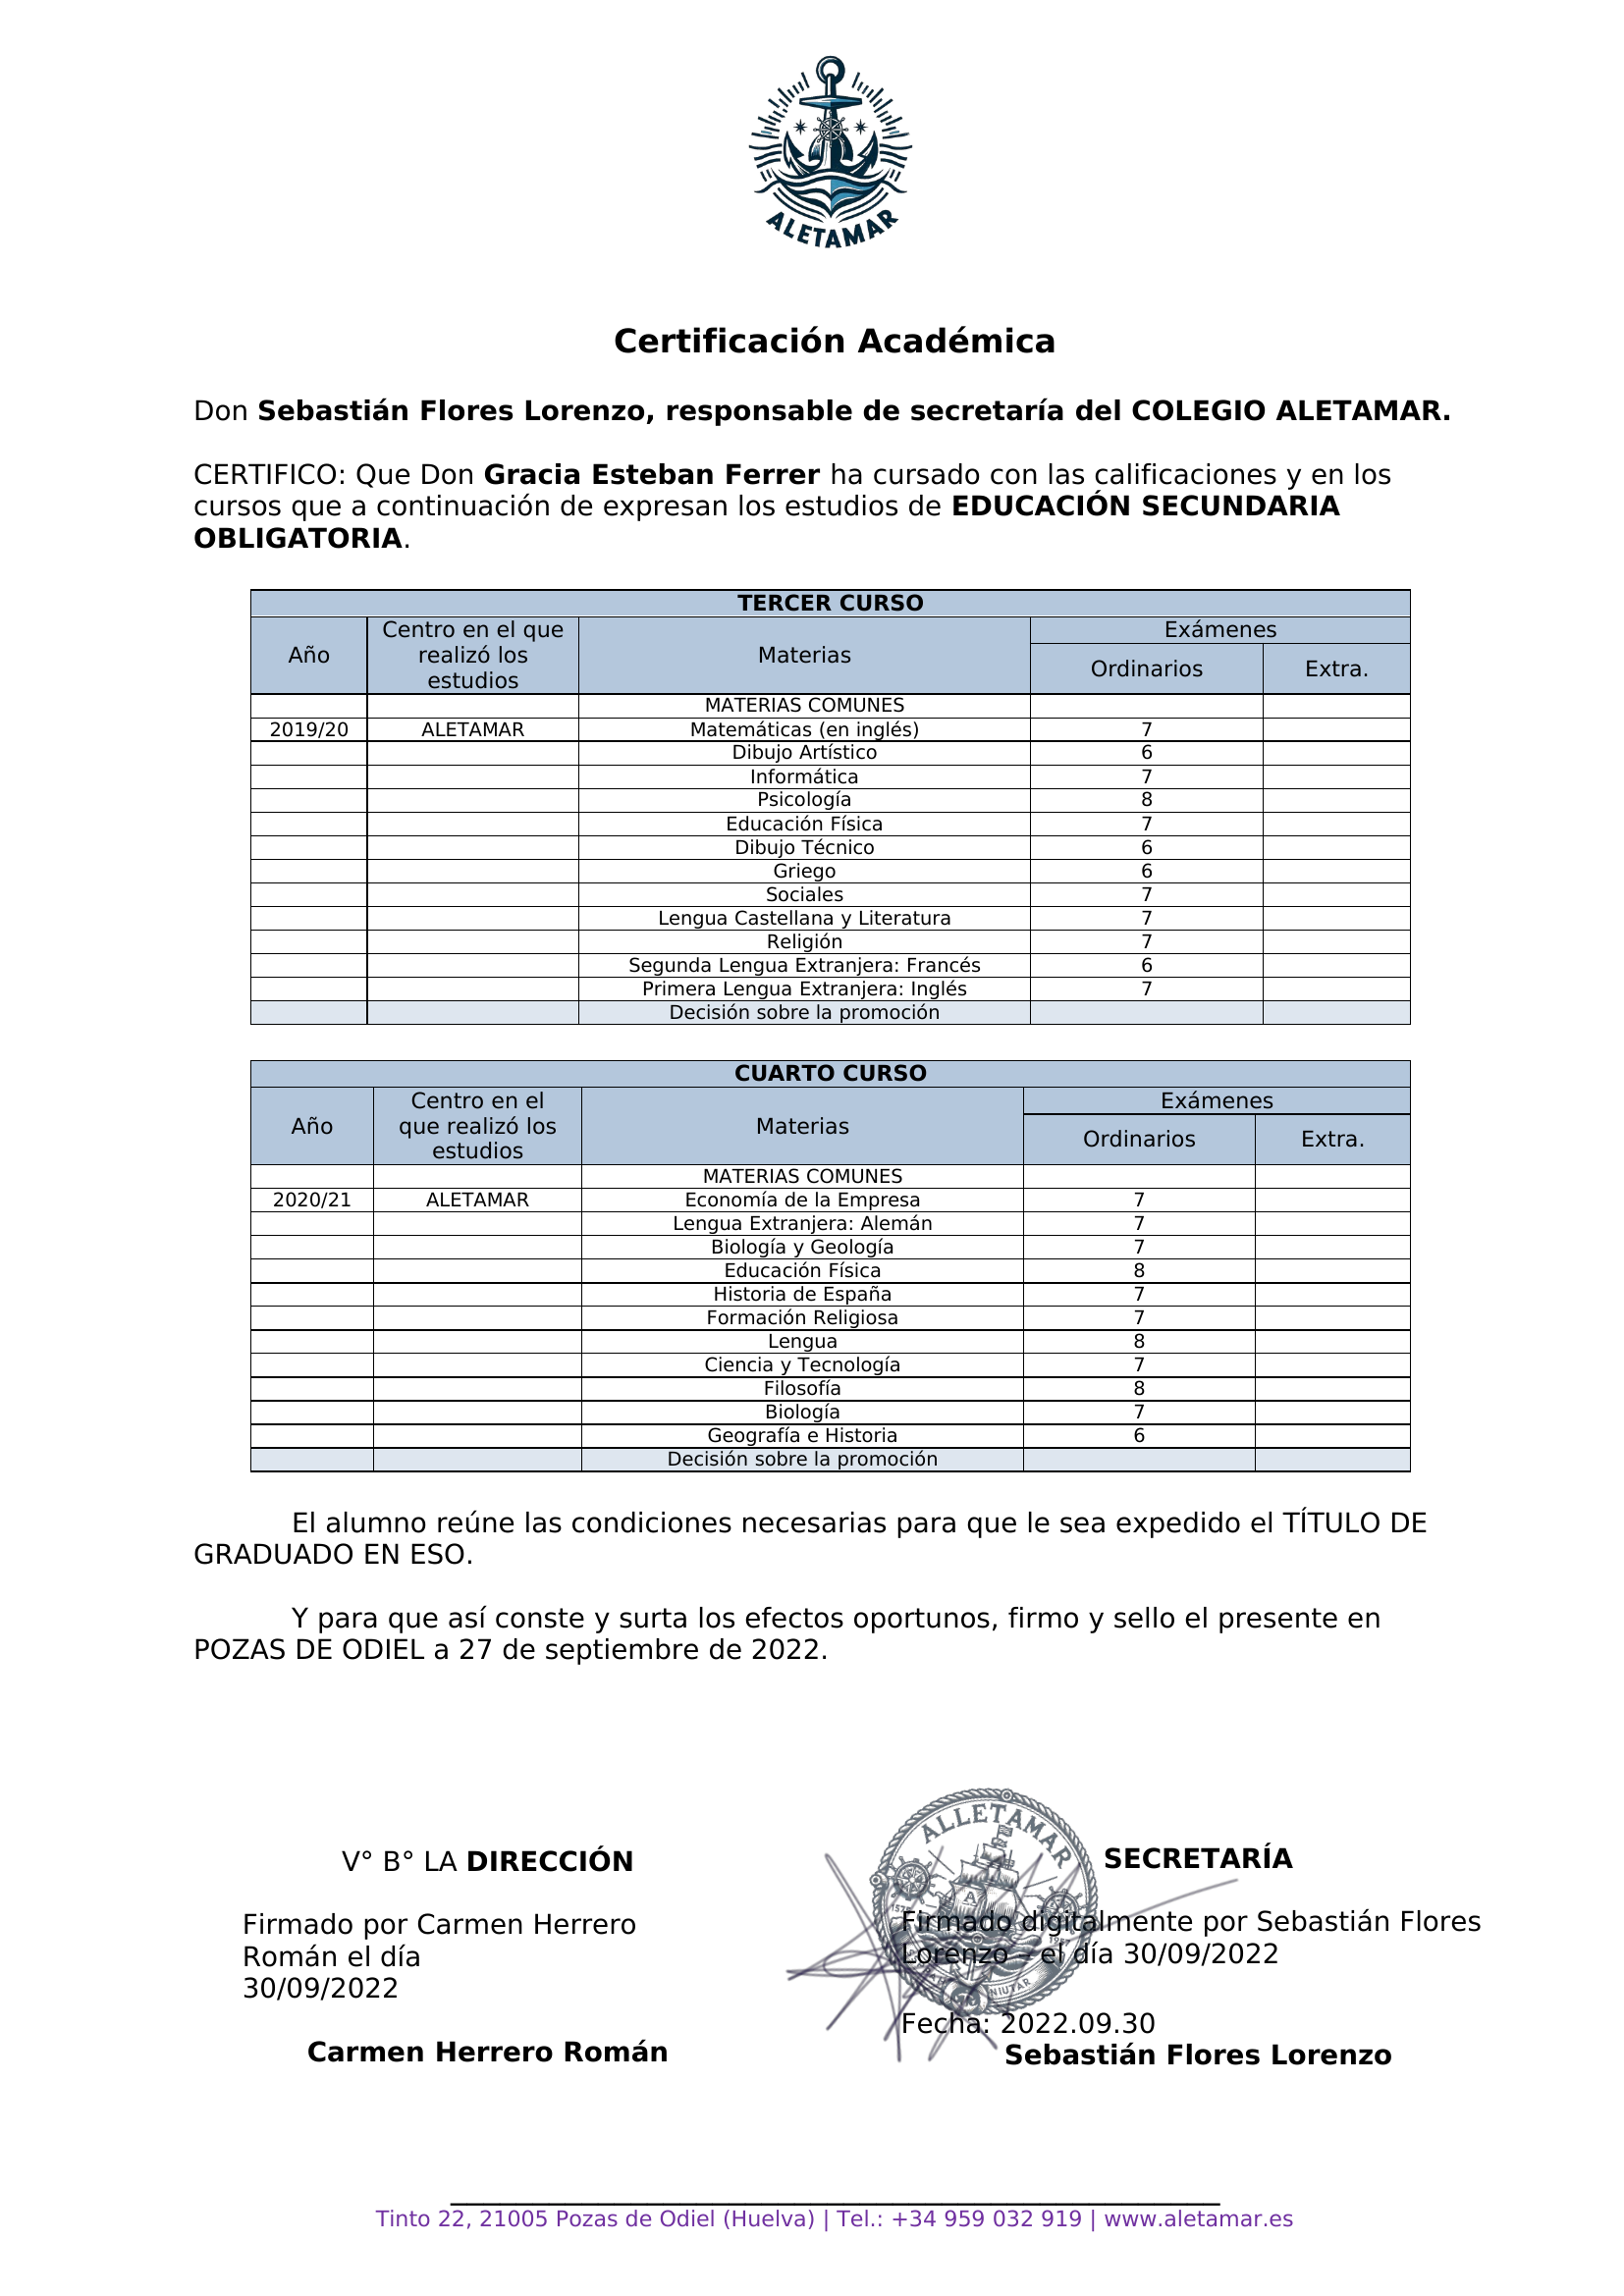 ALETAMAR
Certificación Académica
Don Sebastián Flores Lorenzo, responsable de secretaría del COLEGIO ALETAMAR.
CERTIFICO: Que Don Gracia Esteban Ferrer ha cursado con las calificaciones y en los
cursos que a continuación de expresan los estudios de EDUCACIÓN SECUNDARIA
OBLIGATORIA.
TERCER CURSO
Año Centro en el que realizó los estudios Materias Exámenes
Ordinarios Extra.
MATERIAS COMUNES
2019/20 ALETAMAR Matemáticas (en inglés) 7
Dibujo Artístico 6
Informática 7
Psicología 8
Educación Física 7
Dibujo Técnico 6
Griego 6
Sociales 7
Lengua Castellana y Literatura 7
Religión 7
Segunda Lengua Extranjera: Francés 6
Primera Lengua Extranjera: Inglés 7
Decisión sobre la promoción
CUARTO CURSO
Año Centro en el que realizó los estudios Materias Exámenes
Ordinarios Extra.
MATERIAS COMUNES
2020/21 ALETAMAR Economía de la Empresa 7
Lengua Extranjera: Alemán 7
Biología y Geología 7
Educación Física 8
Historia de España 7
Formación Religiosa 7
Lengua 8
Ciencia y Tecnología 7
Filosofía 8
Biología 7
Geografía e Historia 6
Decisión sobre la promoción
El alumno reúne las condiciones necesarias para que le sea expedido el TÍTULO DE
GRADUADO EN ESO.
Y para que así conste y surta los efectos oportunos, firmo y sello el presente en
POZAS DE ODIEL a 27 de septiembre de 2022.
V° B° LA DIRECCIÓN
Firmado por Carmen Herrero
Román el día
30/09/2022
Carmen Herrero Román
ALLETAMAR
SECRETARÍA
Firmado digitalmente por Sebastián Flores
Lorenzo – el día 30/09/2022
Fecha: 2022.09.30
Sebastián Flores Lorenzo
Tinto 22, 21005 Pozas de Odiel (Huelva) | Tel.: +34 959 032 919 | www.aletamar.es